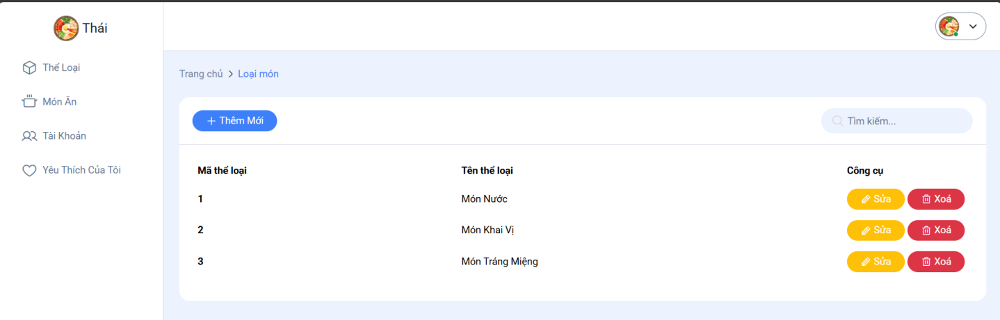 Thái
Thể Loại
Món Ăn
Tài Khoản
Yêu Thích Của Tôi
Trang chủ > Loại món
+ Thêm Mới Tìm kiếm...
Mã thể loại Tên thể loại Công cụ
1 Món Nước Sửa Xoá
2 Món Khai Vị Sửa Xoá
3 Món Tráng Miệng Sửa Xoá